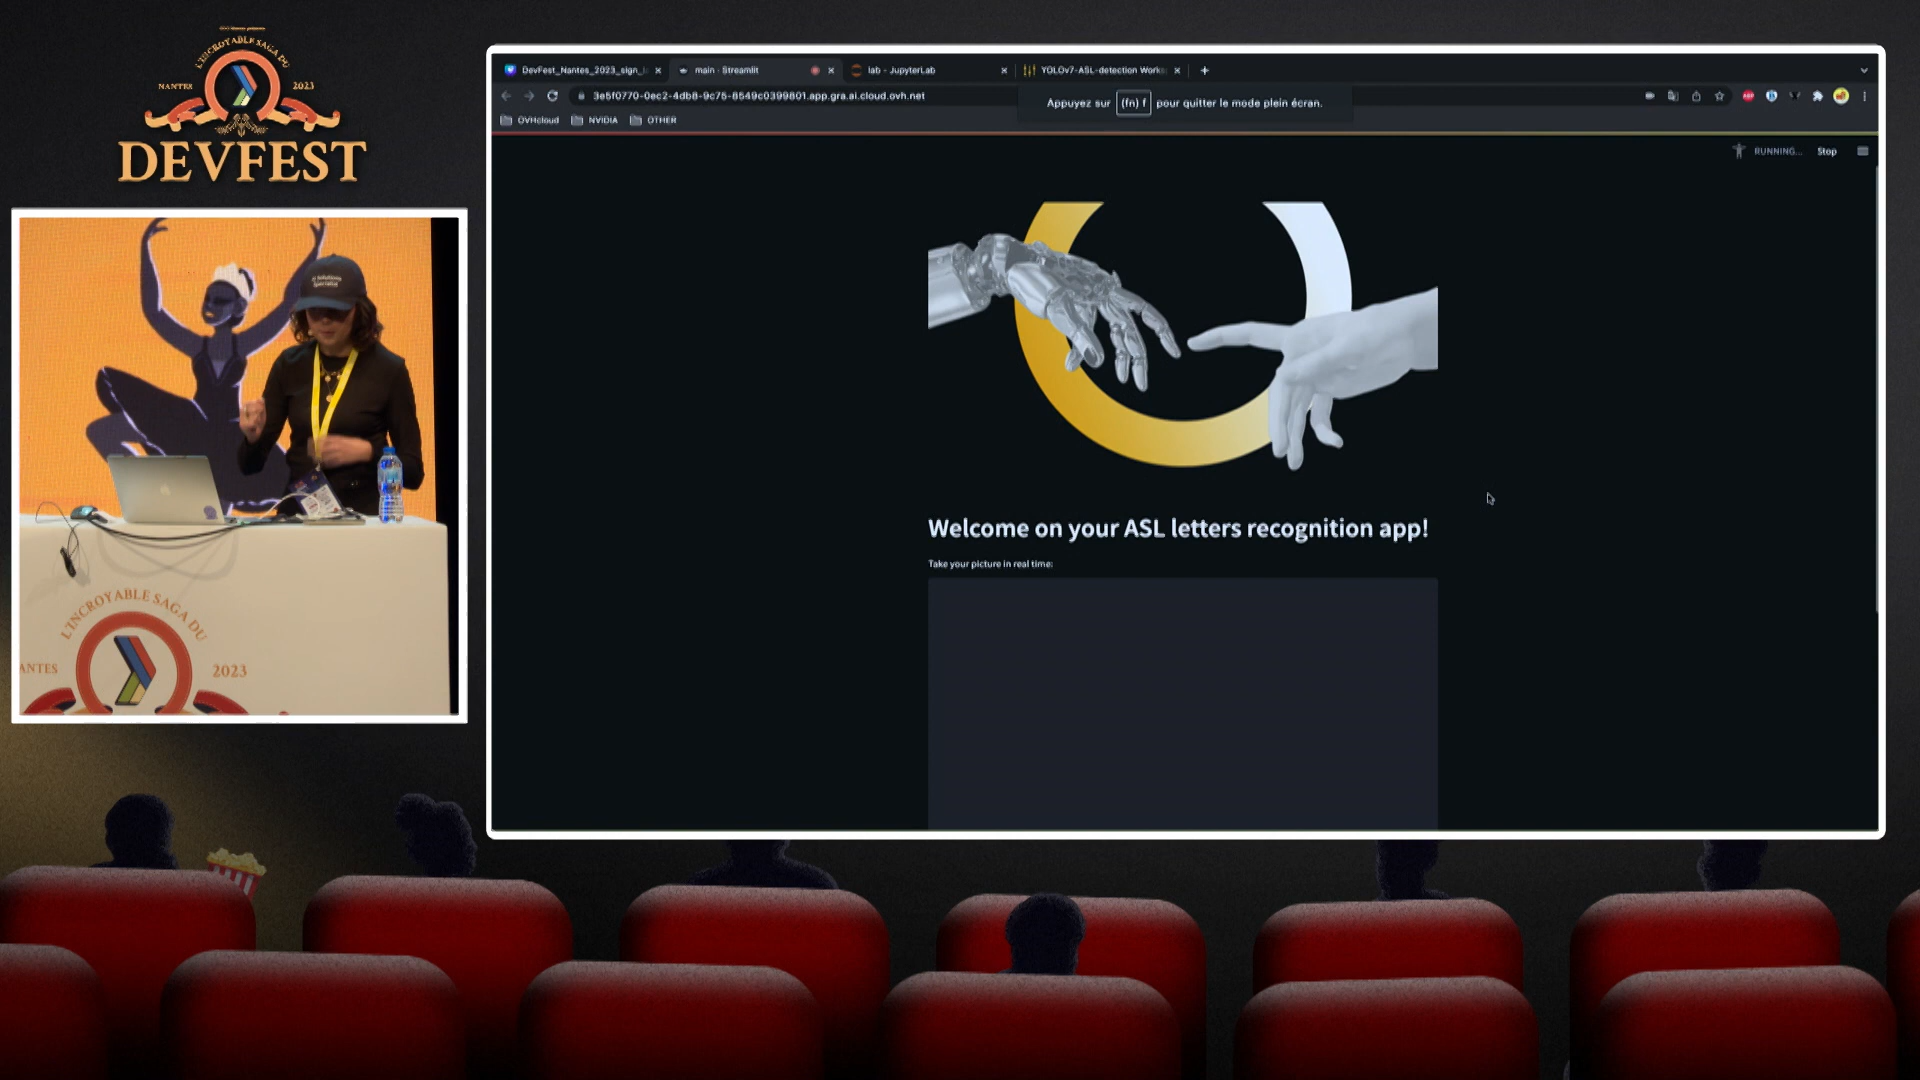 L'INCROYABLE SAGA DU
NANTES
2023
DEVFEST
L'INCROYABLE SAGA DU
ANTES
2023
DevFest_Nantes_2023_sign_l
main · Streamlit
lab - JupyterLab
YOLOv7-ASL-detection Works
3e5f0770-0ec2-4db8-9c75-8549c0399801.app.gra.ai.cloud.ovh.net
Appuyez sur (fn) f pour quitter le mode plein écran.
OVHcloud
NVIDIA
OTHER
RUNNING...
Stop
Welcome on your ASL letters recognition app!
Take your picture in real time: